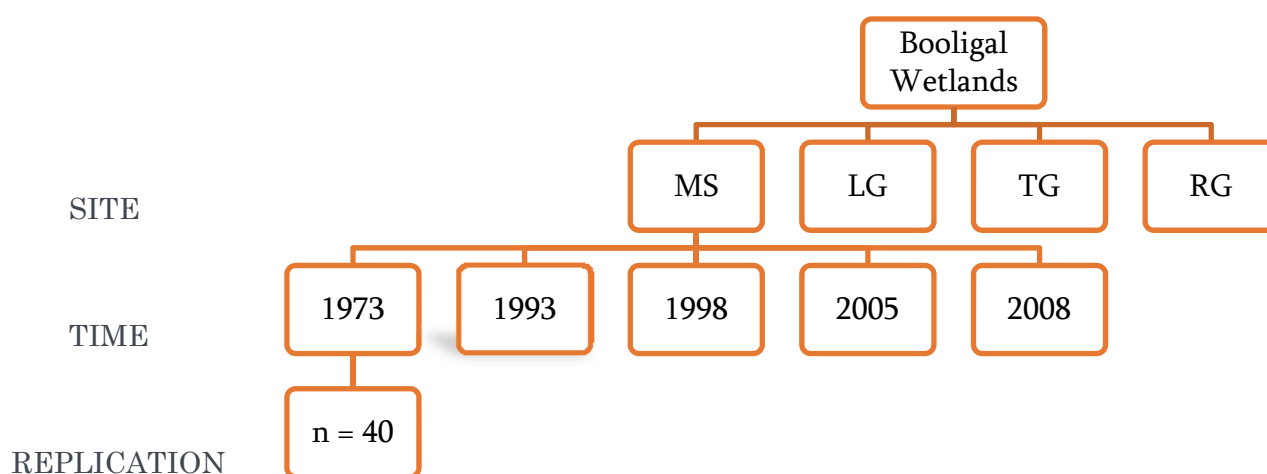 Booligal
Wetlands
SITE
MS
LG
TG
RG
TIME
1973
1993
1998
2005
2008
REPLICATION
n = 40